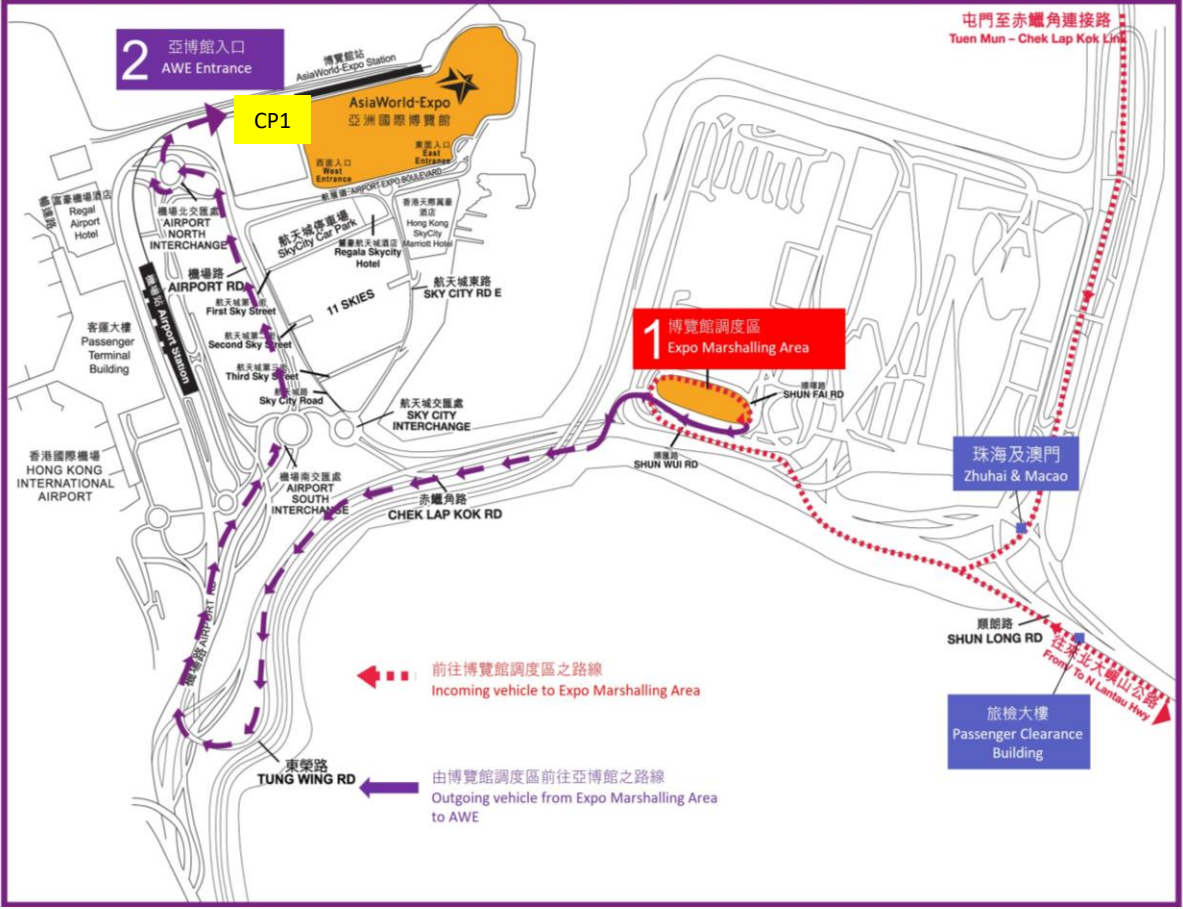 屯門至赤鱲角連接路
Tuen Mun – Chek Lap Kok Link
2
亞博館入口
AWE Entrance
博覽館站
AsiaWorld-Expo Station
CP1
AsiaWorld-Expo
亞洲國際博覽館
東面入口
East
Entrance
西面入口
West
Entrance
航展道 AIRPORT EXPO BOULEVARD
富豪機場酒店
Regal
Airport
Hotel
機場北交匯處
AIRPORT
NORTH
INTERCHANGE
航天城停車場
SkyCity Car Park
麗豪航天城酒店
Regala Skycity
Hotel
香港天際萬豪
酒店
Hong Kong
SkyCity
Marriott Hotel
機場路
AIRPORT RD
航天城東路
SKY CITY RD E
First Sky Street
11 SKIES
機場站 Airport Station
客運大樓
Passenger
Terminal
Building
Second Sky Street
航天城第三街
Third Sky Street
航天城路
Sky City Road
航天城交匯處
SKY CITY
INTERCHANGE
1
博覽館調度區
Expo Marshalling Area
順暉路
SHUN FAI RD
順匯路
SHUN WUI RD
珠海及澳門
Zhuhai & Macao
香港國際機場
HONG KONG
INTERNATIONAL
AIRPORT
機場南交匯處
AIRPORT
SOUTH
INTERCHANGE
赤鱲角路
CHEK LAP KOK RD
機場路 AIRPORT RD
順朗路
SHUN LONG RD
往來北大嶼山公路
From/ To N Lantau Hwy
旅檢大樓
Passenger Clearance
Building
前往博覽館調度區之路線
Incoming vehicle to Expo Marshalling Area
東榮路
TUNG WING RD
由博覽館調度區前往亞博館之路線
Outgoing vehicle from Expo Marshalling Area
to AWE